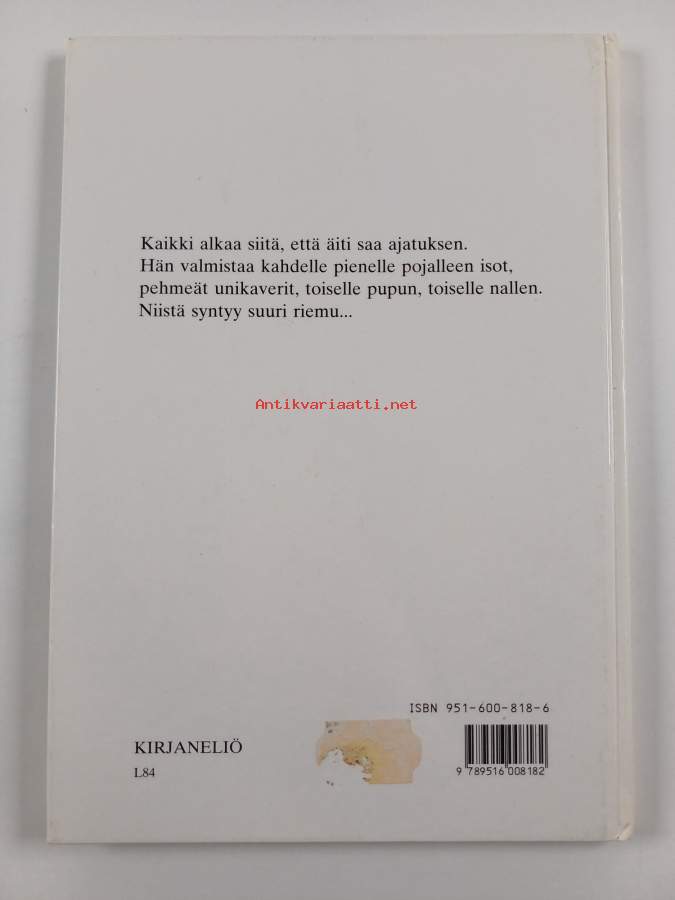 Kaikki alkaa siitä, että äiti saa ajatuksen.
Hän valmistaa kahdelle pienelle pojalleen isot,
pehmeät unikaverit, toiselle pupun, toiselle nallen.
Niistä syntyy suuri riemu...
Antikvariaatti.net
ISBN 951-600-818-6
KIRJANELIÖ
L84
9 789516 008182